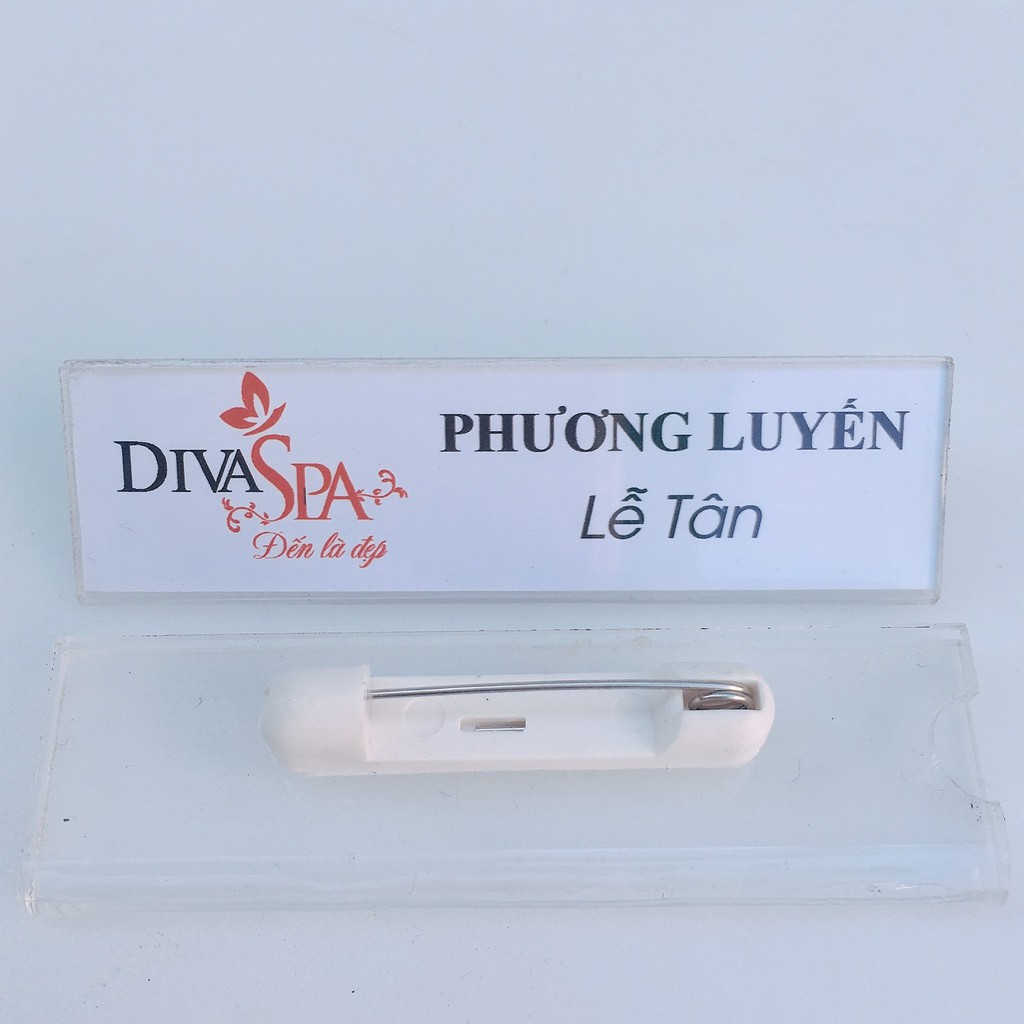 DIVASPA
Đến là đẹp
PHƯƠNG LUYẾN
Lễ Tân